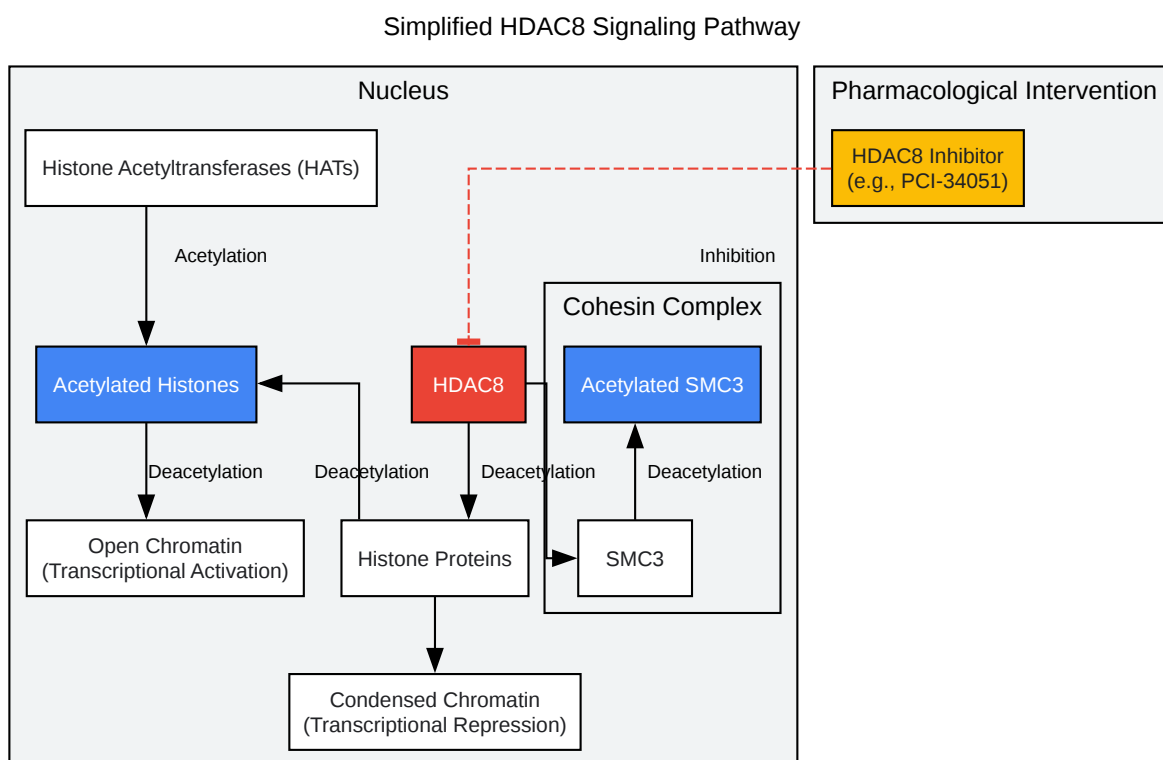 Simplified HDAC8 Signaling Pathway
Nucleus
Pharmacological Intervention
Histone Acetyltransferases (HATs)
HDAC8 Inhibitor
(e.g., PCI-34051)
Acetylation
Inhibition
Cohesin Complex
Acetylated Histones
HDAC8
Acetylated SMC3
Deacetylation
Deacetylation
Deacetylation
Deacetylation
Open Chromatin
(Transcriptional Activation)
Histone Proteins
SMC3
Condensed Chromatin
(Transcriptional Repression)